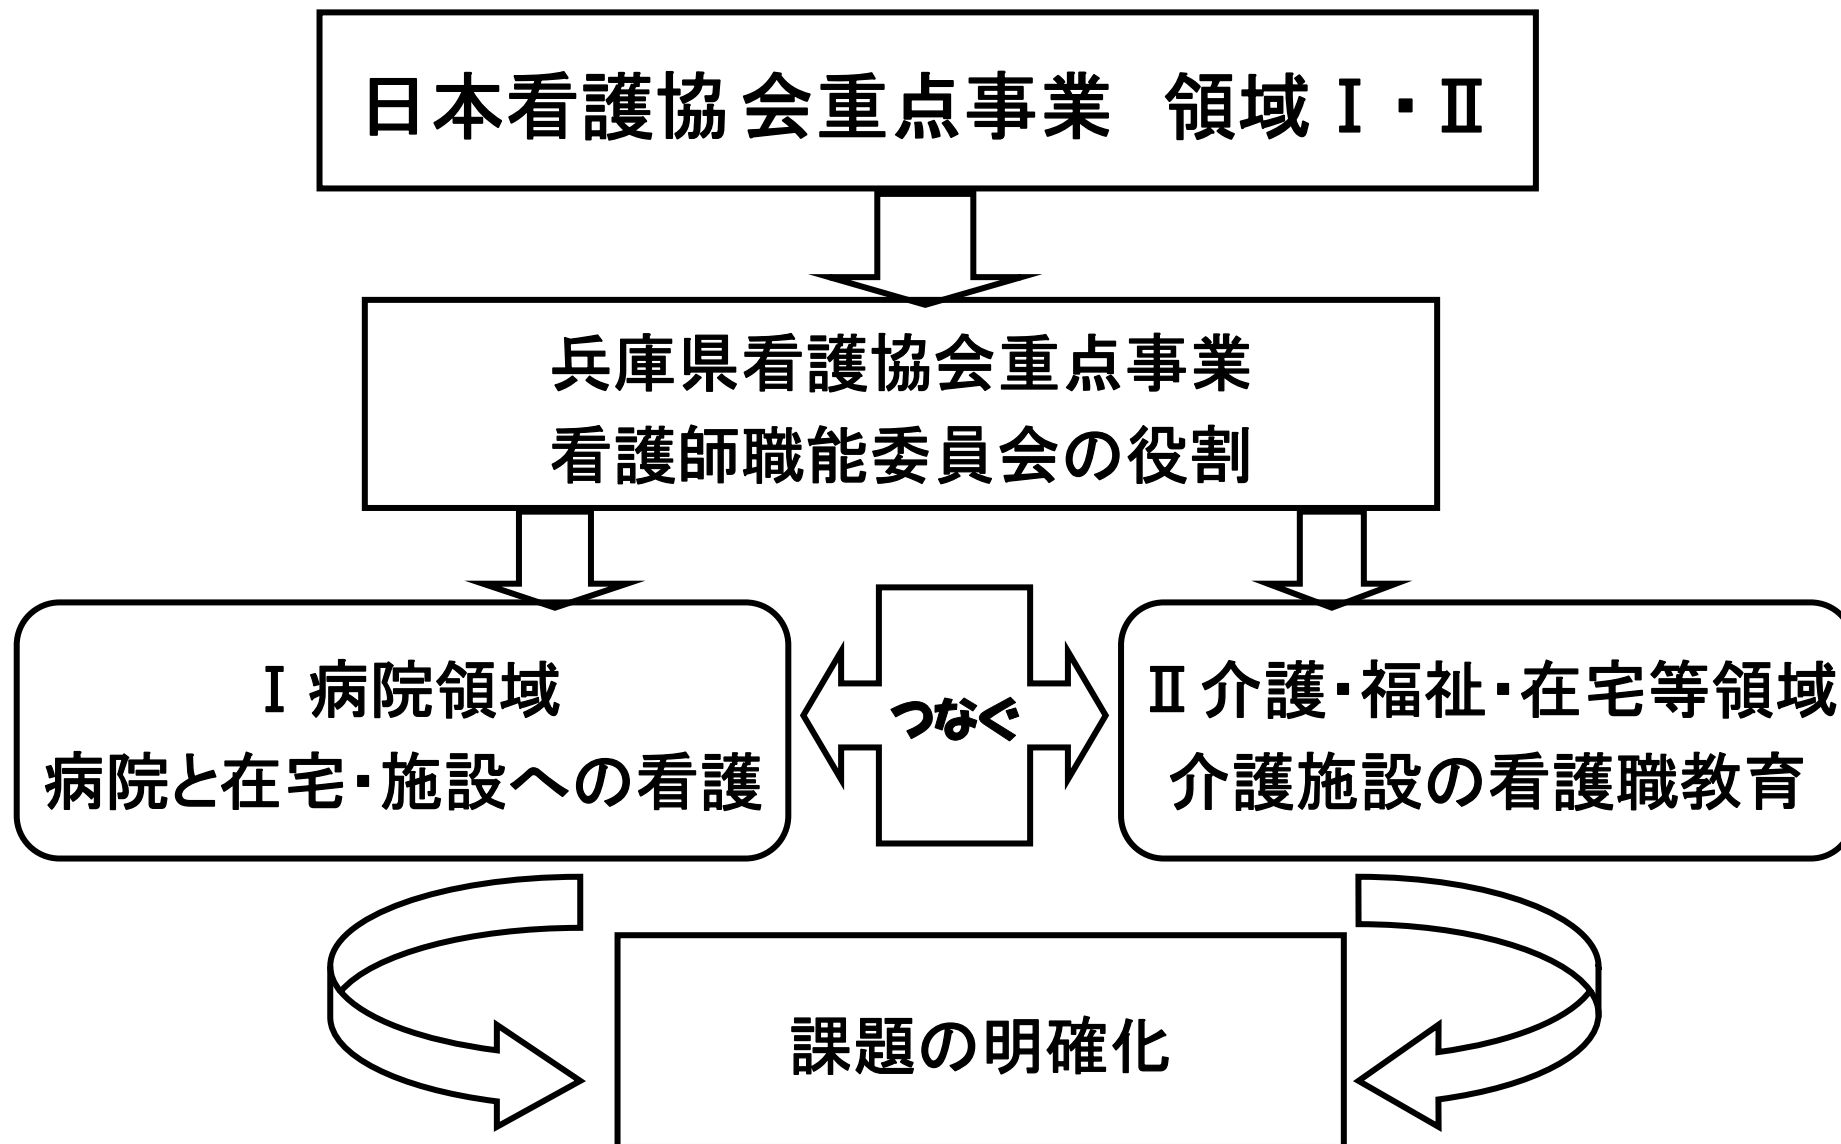 日本看護協会重点事業　領域Ⅰ・Ⅱ
兵庫県看護協会重点事業
看護師職能委員会の役割
Ⅰ 病院領域
病院と在宅・施設への看護
つなぐ
Ⅱ 介護・福祉・在宅等領域
介護施設の看護職教育
課題の明確化